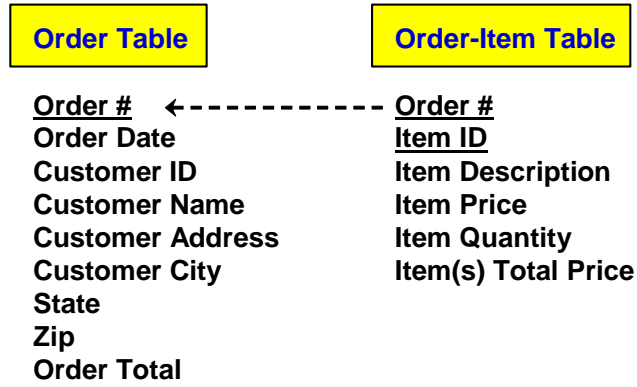 Order Table
Order #
Order Date
Customer ID
Customer Name
Customer Address
Customer City
State
Zip
Order Total
Order-Item Table
Order #
Item ID
Item Description
Item Price
Item Quantity
Item(s) Total Price